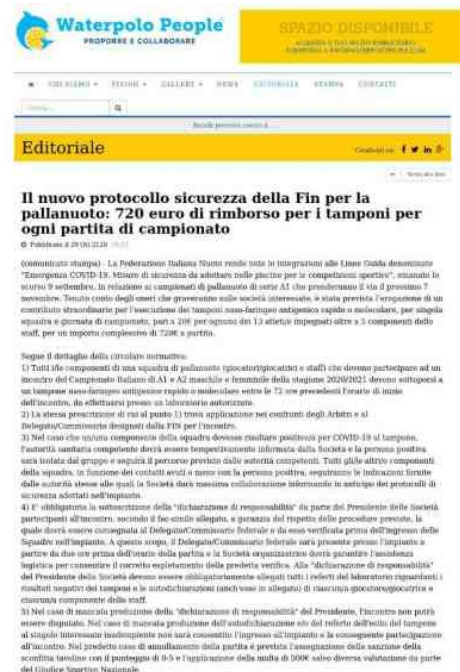 Waterpolo People
PROPORRE E COLLABORARE
SPAZIO DISPONIBILE
CHI SIAMO STAGIONI GALLERY NEWS EDITORIALE STAMPA CONTATTI
Cerca...
Editoriale
Condividi su
Torna alla lista
Il nuovo protocollo sicurezza della Fin per la
pallanuoto: 720 euro di rimborso per i tamponi per
ogni partita di campionato
Pubblicato il 29 Ott 2020
(comunicato stampa) - La Federazione Italiana Nuoto rende note le integrazioni alle Linee Guida denominate
"Emergenza COVID-19. Misure di sicurezza da adottare nelle piscine per le competizioni sportive", emanate lo
scorso 9 settembre, in relazione ai campionati di pallanuoto di serie A1 che prenderanno il via il prossimo 7
novembre. Tenuto conto degli oneri che graveranno sulle società interessate, è stata prevista l'erogazione di un
contributo straordinario per l'esecuzione dei tamponi naso-faringeo antigenico rapido o molecolare, per singola
squadra e giornata di campionato, pari a 20€ per ognuno dei 13 atleti/e impegnati oltre a 5 componenti dello
staff, per un importo complessivo di 720€ a partita.
Segue il dettaglio della circolare normativa:
1) Tutti i/le componenti di una squadra di pallanuoto (giocatori/giocatrici e staff) che devono partecipare ad un
incontro del Campionato Italiano di A1 e A2 maschile e femminile della stagione 2020/2021 devono sottoporsi a
un tampone naso-faringeo antigenico rapido o molecolare entro le 72 ore precedenti l'orario di inizio
dell'incontro, da effettuarsi presso un laboratorio autorizzato.
2) La stessa prescrizione di cui al punto 1) trova applicazione nei confronti degli Arbitri e al
Delegato/Commissario designati dalla FIN per l'incontro.
3) Nel caso che un/una componente della squadra dovesse risultare positivo/a per COVID-19 al tampone,
l'autorità sanitaria competente dovrà essere tempestivamente informata dalla Società e la persona positiva
sarà isolata dal gruppo e seguirà il percorso previsto dalle autorità competenti. Tutti gli/le altri/e componenti
della squadra, in funzione dei contatti avuti o meno con la persona positiva, seguiranno le indicazioni fornite
dalle autorità stesse alle quali la Società darà massima collaborazione informando in anticipo dei protocolli di
sicurezza adottati nell'impianto.
4) E' obbligatoria la sottoscrizione della "dichiarazione di responsabilità" da parte del Presidente delle Società
partecipanti all'incontro, secondo il fac-simile allegato, a garanzia del rispetto delle procedure previste, la
quale dovrà essere consegnata al Delegato/Commissario federale e da esso verificata prima dell'ingresso delle
Squadre nell'impianto. A questo scopo, il Delegato/Commissario federale sarà presente presso l'impianto a
partire da due ore prima dell'orario della partita e la Società organizzatrice dovrà garantire l'assistenza
logistica per consentire il corretto espletamento della predetta verifica. Alla "dichiarazione di responsabilità"
del Presidente della Società devono essere obbligatoriamente allegati tutti i referti del laboratorio riguardanti i
risultati negativi dei tamponi e le autodichiarazioni (anch'esse in allegato) di ciascun/a giocatore/giocatrice e
ciascun/a componente dello staff.
5) Nel caso di mancata produzione della "dichiarazione di responsabilità" del Presidente, l'incontro non potrà
essere disputato. Nel caso di mancata produzione dell'autodichiarazione e/o del referto relativo del tampone
al singolo interessato inadempiente non sarà consentito l'ingresso all'impianto e la conseguente partecipazione
all'incontro. Nel predetto caso di annullamento della partita è prevista l'assegnazione della sanzione della
sconfitta tavolino con il punteggio di 0-5 e l'applicazione della multa di 500€ salvo diversa valutazione da parte
del Giudice Sportivo Nazionale.